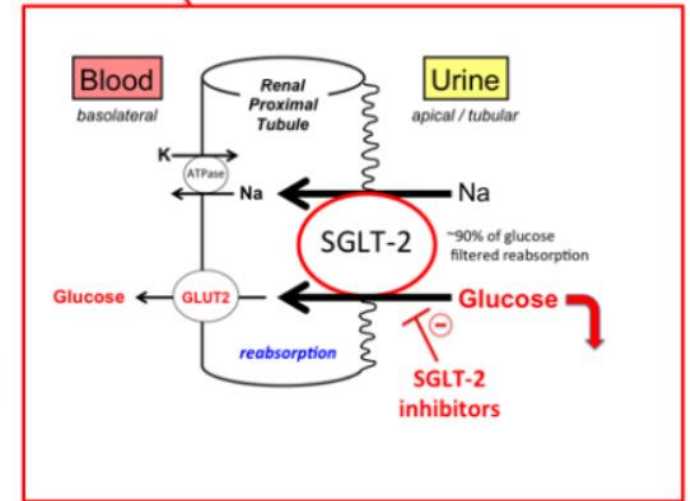 Blood
basolateral
Renal
Proximal
Tubule
Urine
apical / tubular
K
ATPase
Na
Na
SGLT-2
~90% of glucose
filtered reabsorption
Glucose
GLUT2
Glucose
reabsorption
SGLT-2
inhibitors